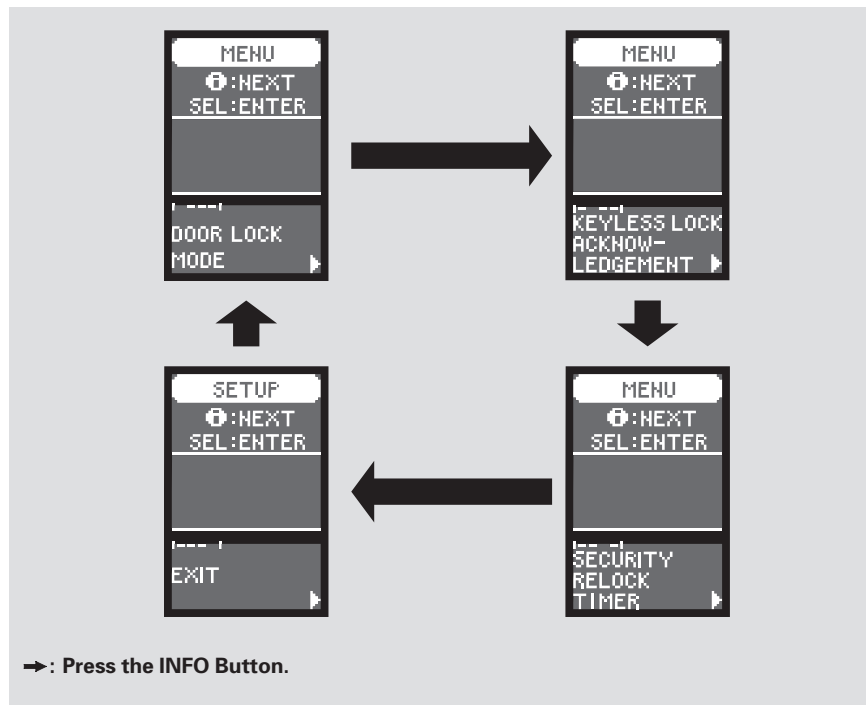 MENU
ⓘ:NEXT
SEL:ENTER
DOOR LOCK
MODE
MENU
ⓘ:NEXT
SEL:ENTER
KEYLESS LOCK
ACKNOW-
LEDGEMENT
MENU
ⓘ:NEXT
SEL:ENTER
SECURITY
RELOCK
TIMER
SETUP
ⓘ:NEXT
SEL:ENTER
EXIT
→: Press the INFO Button.